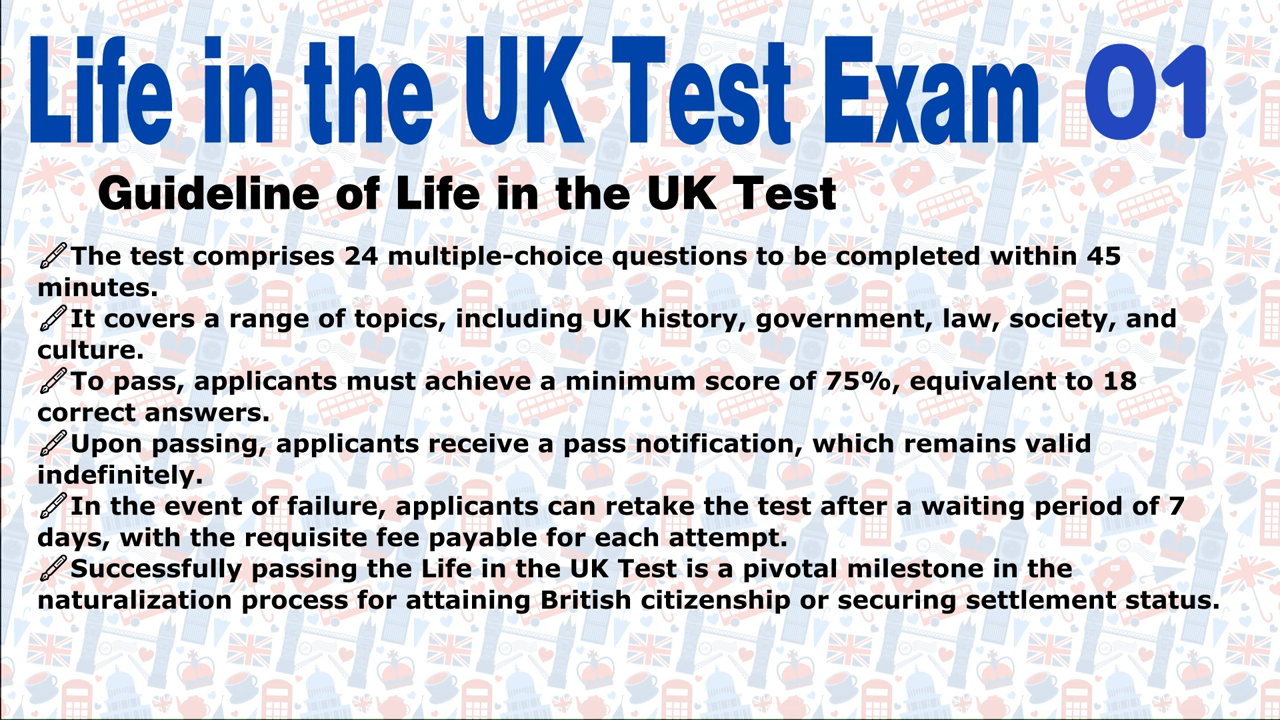 Life in the UK Test Exam 01
Guideline of Life in the UK Test
🖌The test comprises 24 multiple-choice questions to be completed within 45
minutes.
🖌It covers a range of topics, including UK history, government, law, society, and
culture.
🖌To pass, applicants must achieve a minimum score of 75%, equivalent to 18
correct answers.
🖌Upon passing, applicants receive a pass notification, which remains valid
indefinitely.
🖌In the event of failure, applicants can retake the test after a waiting period of 7
days, with the requisite fee payable for each attempt.
🖌Successfully passing the Life in the UK Test is a pivotal milestone in the
naturalization process for attaining British citizenship or securing settlement status.